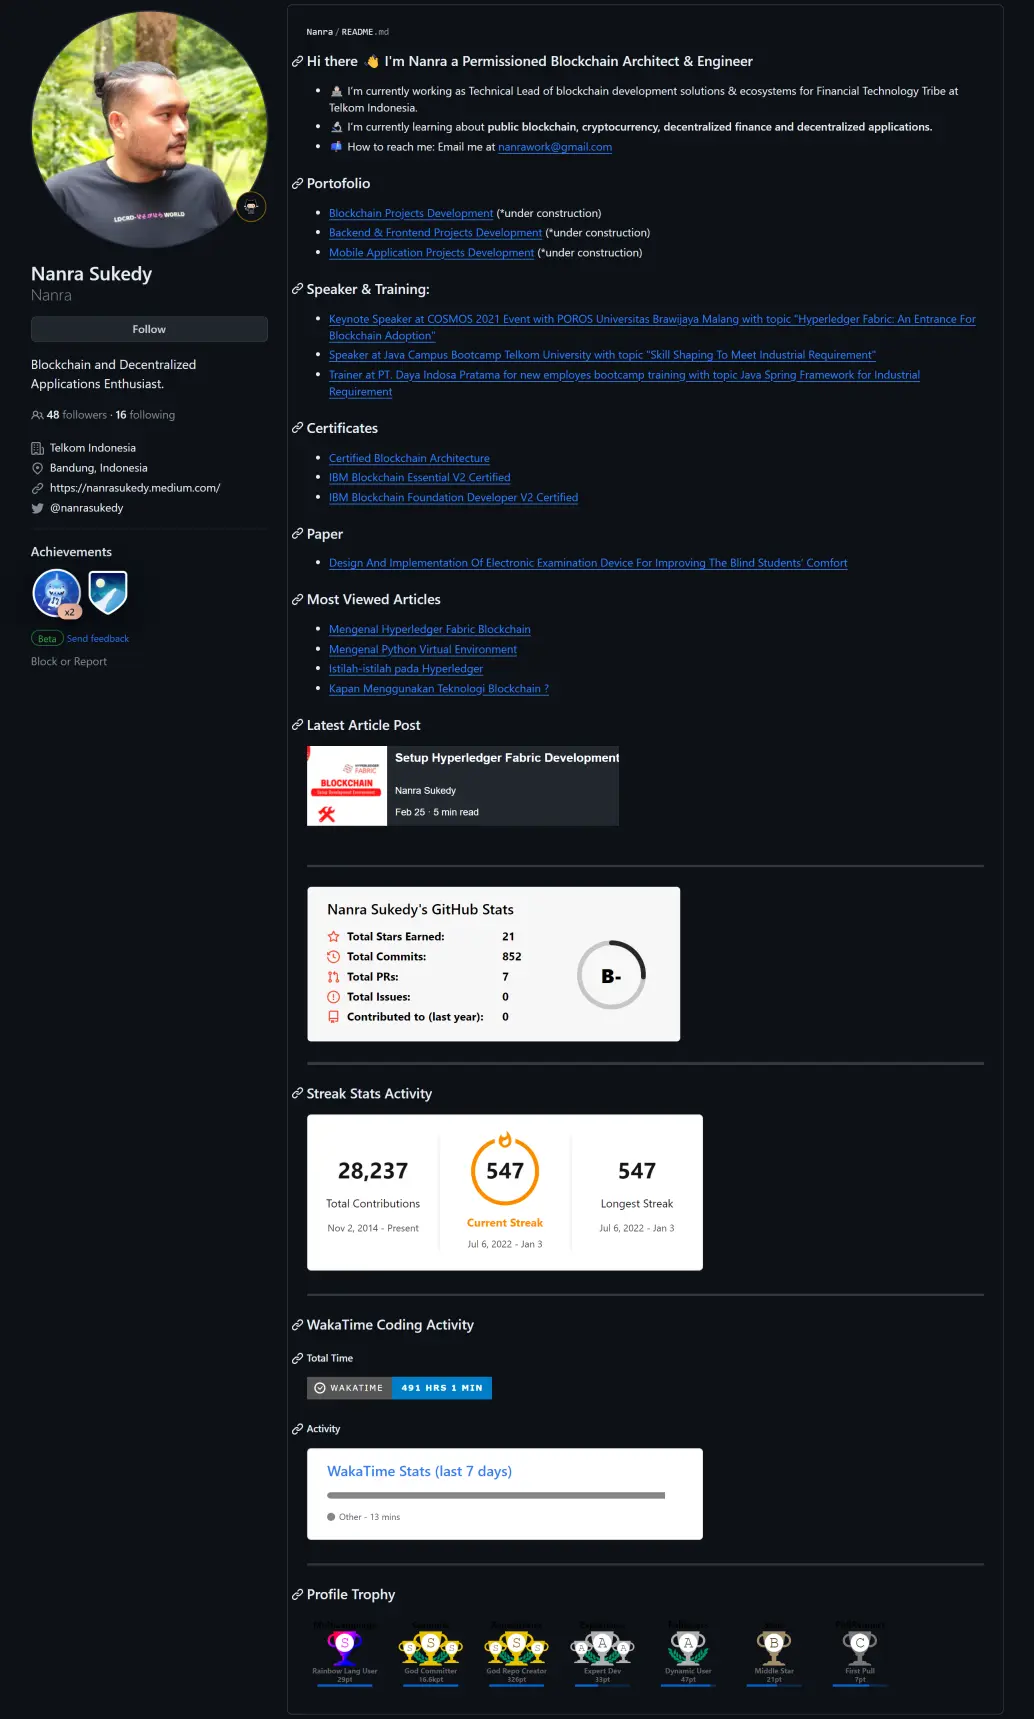 Nanra Sukedy
Nanra
Follow
Blockchain and Decentralized
Applications Enthusiast.
48 followers · 16 following
Telkom Indonesia
Bandung, Indonesia
https://nanrasukedy.medium.com/
@nanrasukedy
Achievements
x2
Beta Send feedback
Block or Report
Nanra / README.md
Hi there 👋 I'm Nanra a Permissioned Blockchain Architect & Engineer
I'm currently working as Technical Lead of blockchain development solutions & ecosystems for Financial Technology Tribe at
Telkom Indonesia.
I'm currently learning about public blockchain, cryptocurrency, decentralized finance and decentralized applications.
How to reach me: Email me at nanrawork@gmail.com
Portofolio
Blockchain Projects Development (*under construction)
Backend & Frontend Projects Development (*under construction)
Mobile Application Projects Development (*under construction)
Speaker & Training:
Keynote Speaker at COSMOS 2021 Event with POROS Universitas Brawijaya Malang with topic "Hyperledger Fabric: An Entrance For
Blockchain Adoption"
Speaker at Java Campus Bootcamp Telkom University with topic "Skill Shaping To Meet Industrial Requirement"
Trainer at PT. Daya Indosa Pratama for new employes bootcamp training with topic Java Spring Framework for Industrial
Requirement
Certificates
Certified Blockchain Architecture
IBM Blockchain Essential V2 Certified
IBM Blockchain Foundation Developer V2 Certified
Paper
Design And Implementation Of Electronic Examination Device For Improving The Blind Students' Comfort
Most Viewed Articles
Mengenal Hyperledger Fabric Blockchain
Mengenal Python Virtual Environment
Istilah-istilah pada Hyperledger
Kapan Menggunakan Teknologi Blockchain ?
Latest Article Post
HYPERLEDGER
FABRIC
BLOCKCHAIN
Setup Hyperledger Fabric Development
Nanra Sukedy
Feb 25 · 5 min read
Nanra Sukedy's GitHub Stats
Total Stars Earned: 21
Total Commits: 852
Total PRs: 7
Total Issues: 0
Contributed to (last year): 0
B-
Streak Stats Activity
28,237
Total Contributions
Nov 2, 2014 - Present
547
Current Streak
Jul 6, 2022 - Jan 3
547
Longest Streak
Jul 6, 2022 - Jan 3
WakaTime Coding Activity
Total Time
WAKATIME 491 HRS 1 MIN
Activity
WakaTime Stats (last 7 days)
Other - 13 mins
Profile Trophy
S
Rainbow Lang User
29pt
S S S
God Committer
16.6kpt
S S S
God Repo Creator
326pt
A A A
Expert Dev
33pt
A
Dynamic User
47pt
B
Middle Star
21pt
C
First Pull
7pt